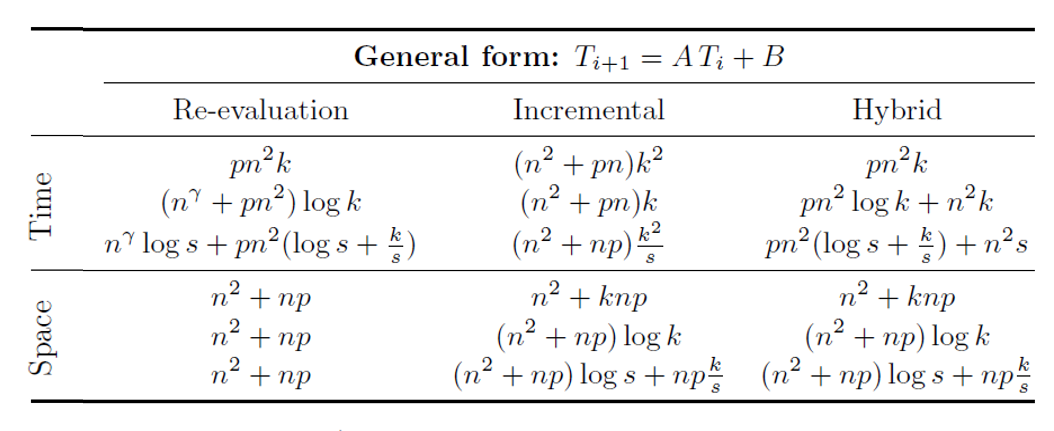 General form: $T_{i+1} = A T_i + B$
Re-evaluation Incremental Hybrid
Time
$pn^2k$ $(n^2 + pn)k^2$ $pn^2k$
$(n^\gamma + pn^2) \log k$ $(n^2 + pn)k$ $pn^2 \log k + n^2k$
$n^\gamma \log s + pn^2(\log s + \frac{k}{s})$ $(n^2 + np)\frac{k^2}{s}$ $pn^2(\log s + \frac{k}{s}) + n^2s$
Space
$n^2 + np$ $n^2 + knp$ $n^2 + knp$
$n^2 + np$ $(n^2 + np) \log k$ $(n^2 + np) \log k$
$n^2 + np$ $(n^2 + np) \log s + np\frac{k}{s}$ $(n^2 + np) \log s + np\frac{k}{s}$